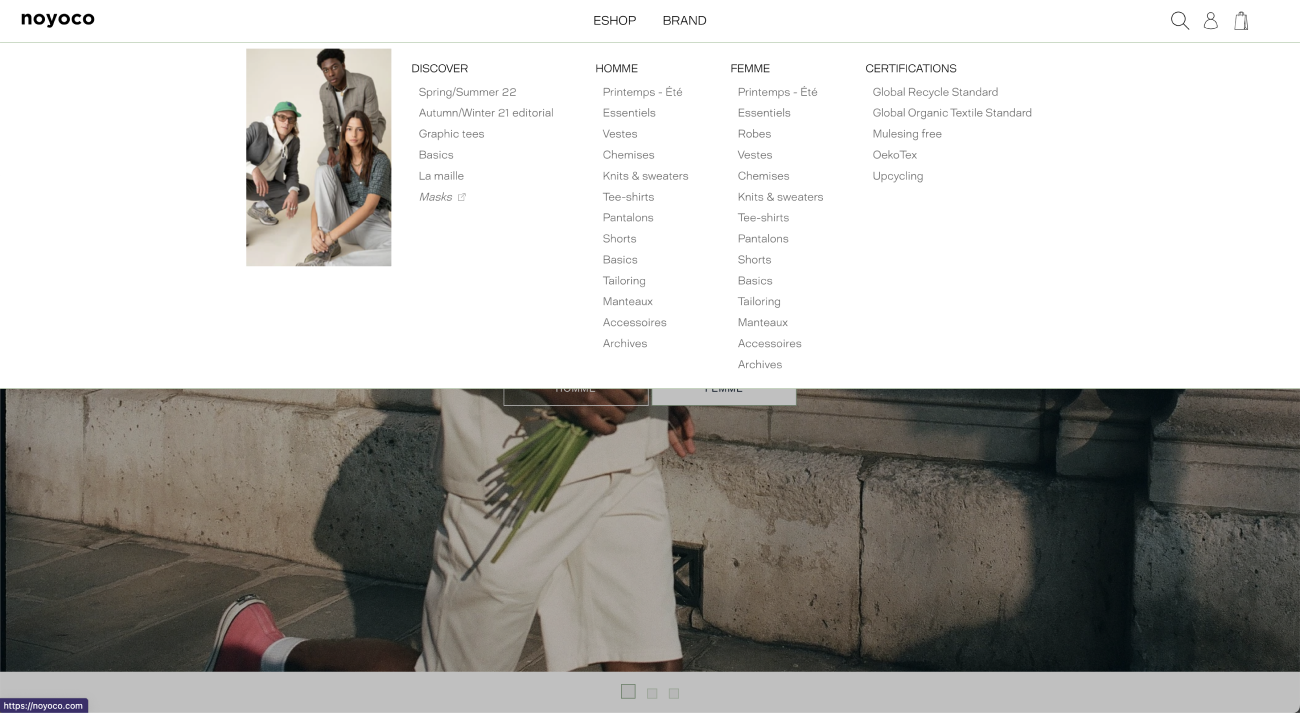 noyoco
ESHOP
BRAND
DISCOVER
Spring/Summer 22
Autumn/Winter 21 editorial
Graphic tees
Basics
La maille
Masks
HOMME
Printemps - Été
Essentiels
Vestes
Chemises
Knits & sweaters
Tee-shirts
Pantalons
Shorts
Basics
Tailoring
Manteaux
Accessoires
Archives
FEMME
Printemps - Été
Essentiels
Robes
Vestes
Chemises
Knits & sweaters
Tee-shirts
Pantalons
Shorts
Basics
Tailoring
Manteaux
Accessoires
Archives
CERTIFICATIONS
Global Recycle Standard
Global Organic Textile Standard
Mulesing free
OekoTex
Upcycling
HOMME
FEMME
https://noyoco.com